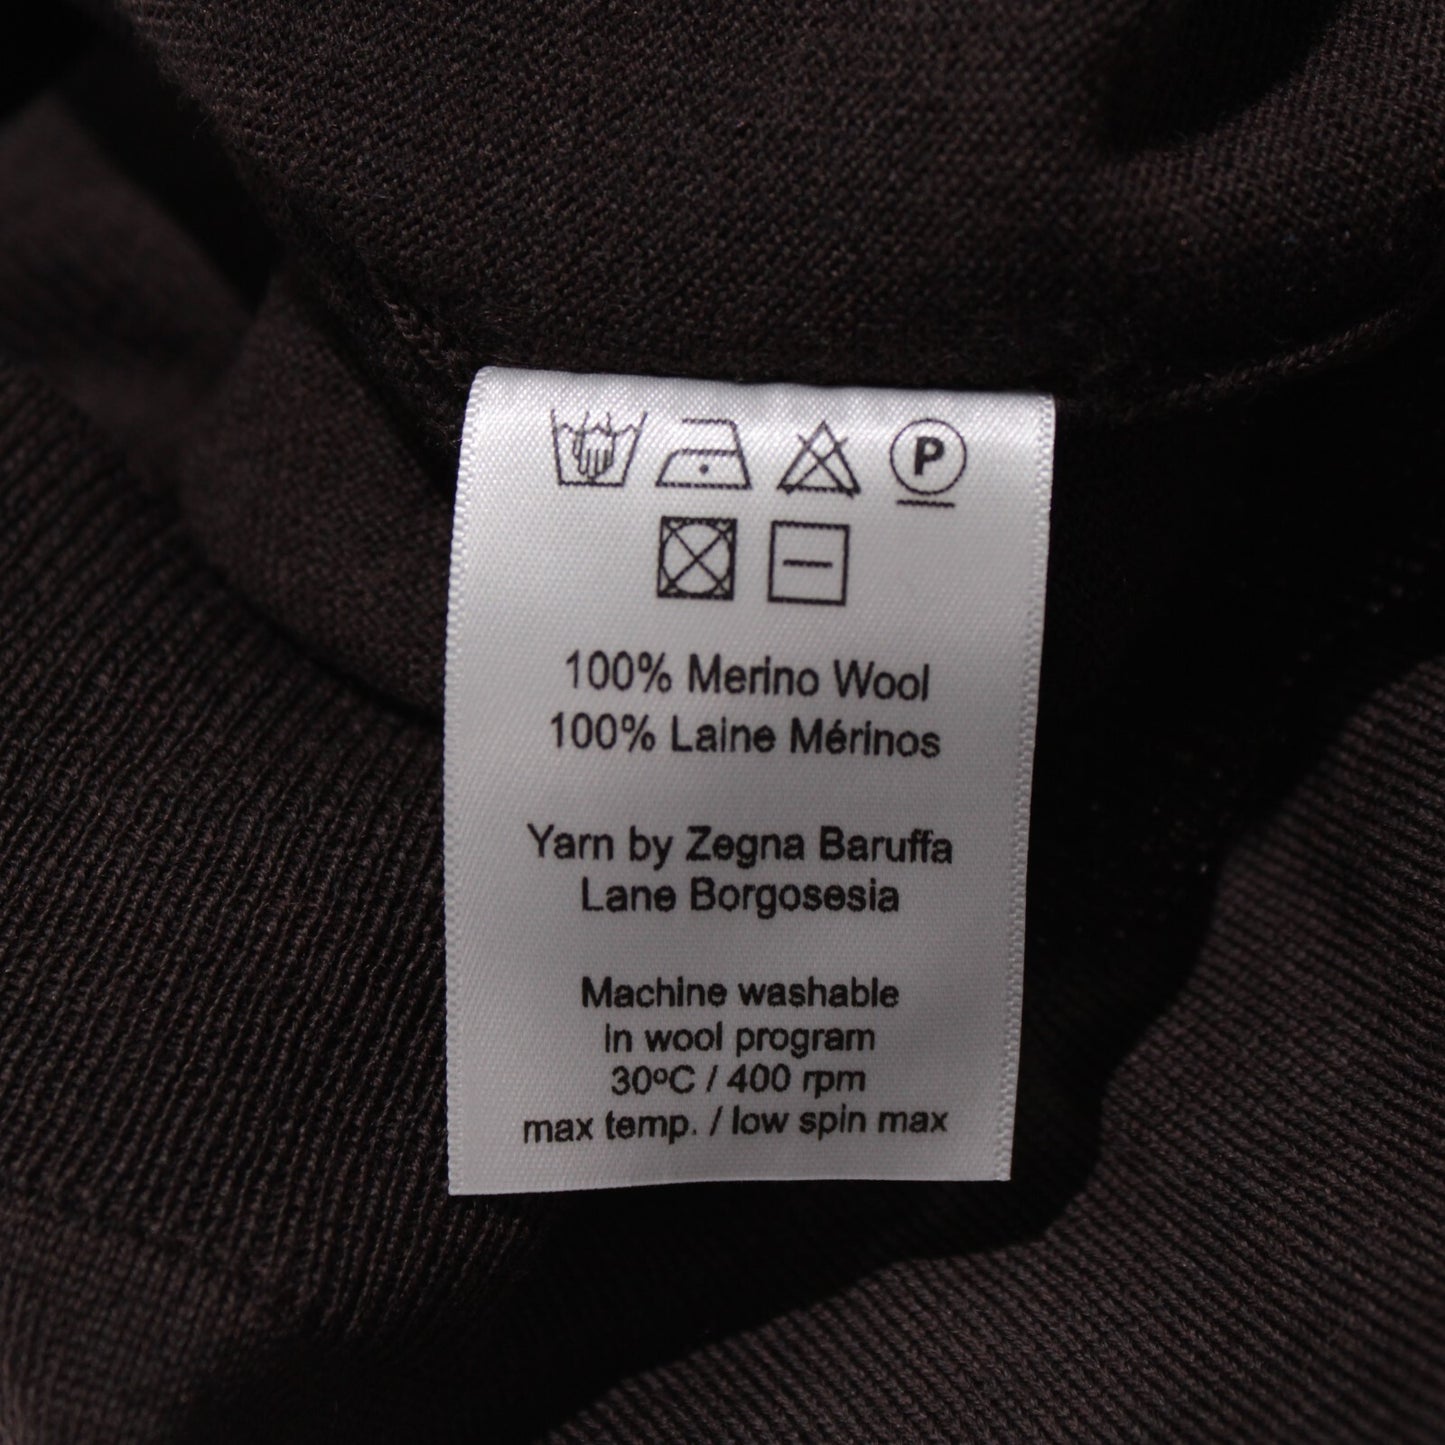 P
100% Merino Wool
100% Laine Mérinos
Yarn by Zegna Baruffa
Lane Borgosesia
Machine washable
in wool program
30ºC / 400 rpm
max temp. / low spin max